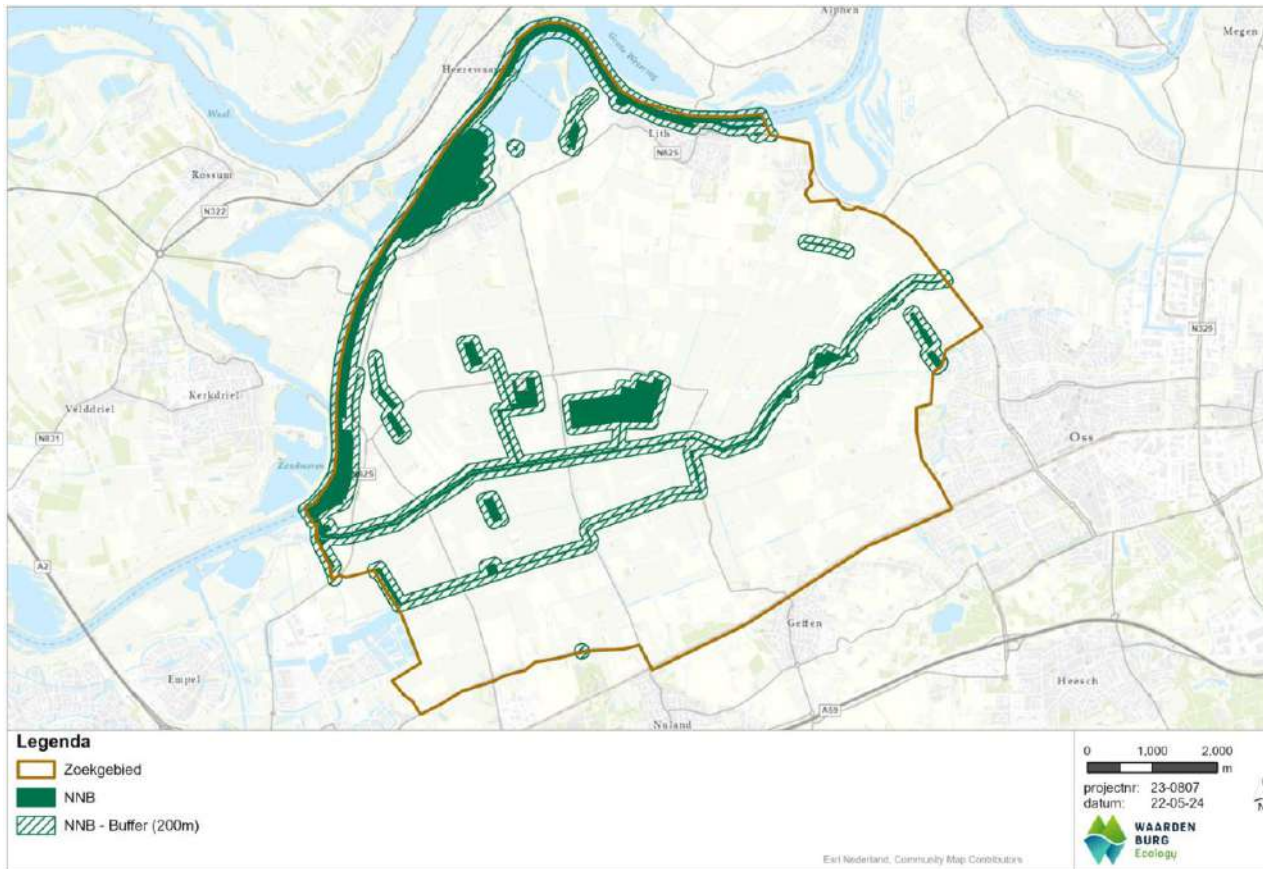 Alphen
Megen
Heerewaarden
Grote Wetering
Waal
Lith
N625
Rossum
N322
N329
Velddriel
Kerkdriel
N831
Zandmeren
N625
Oss
A2
Geffen
Empel
Heesch
A59
Nuland
Legenda
Zoekgebied
NNB
NNB - Buffer (200m)
0 1.000 2.000
m
projectnr: 23-0807
datum: 22-05-24
WAARDEN
BURG
Ecology
N
Esri Nederland, Community Map Contributors